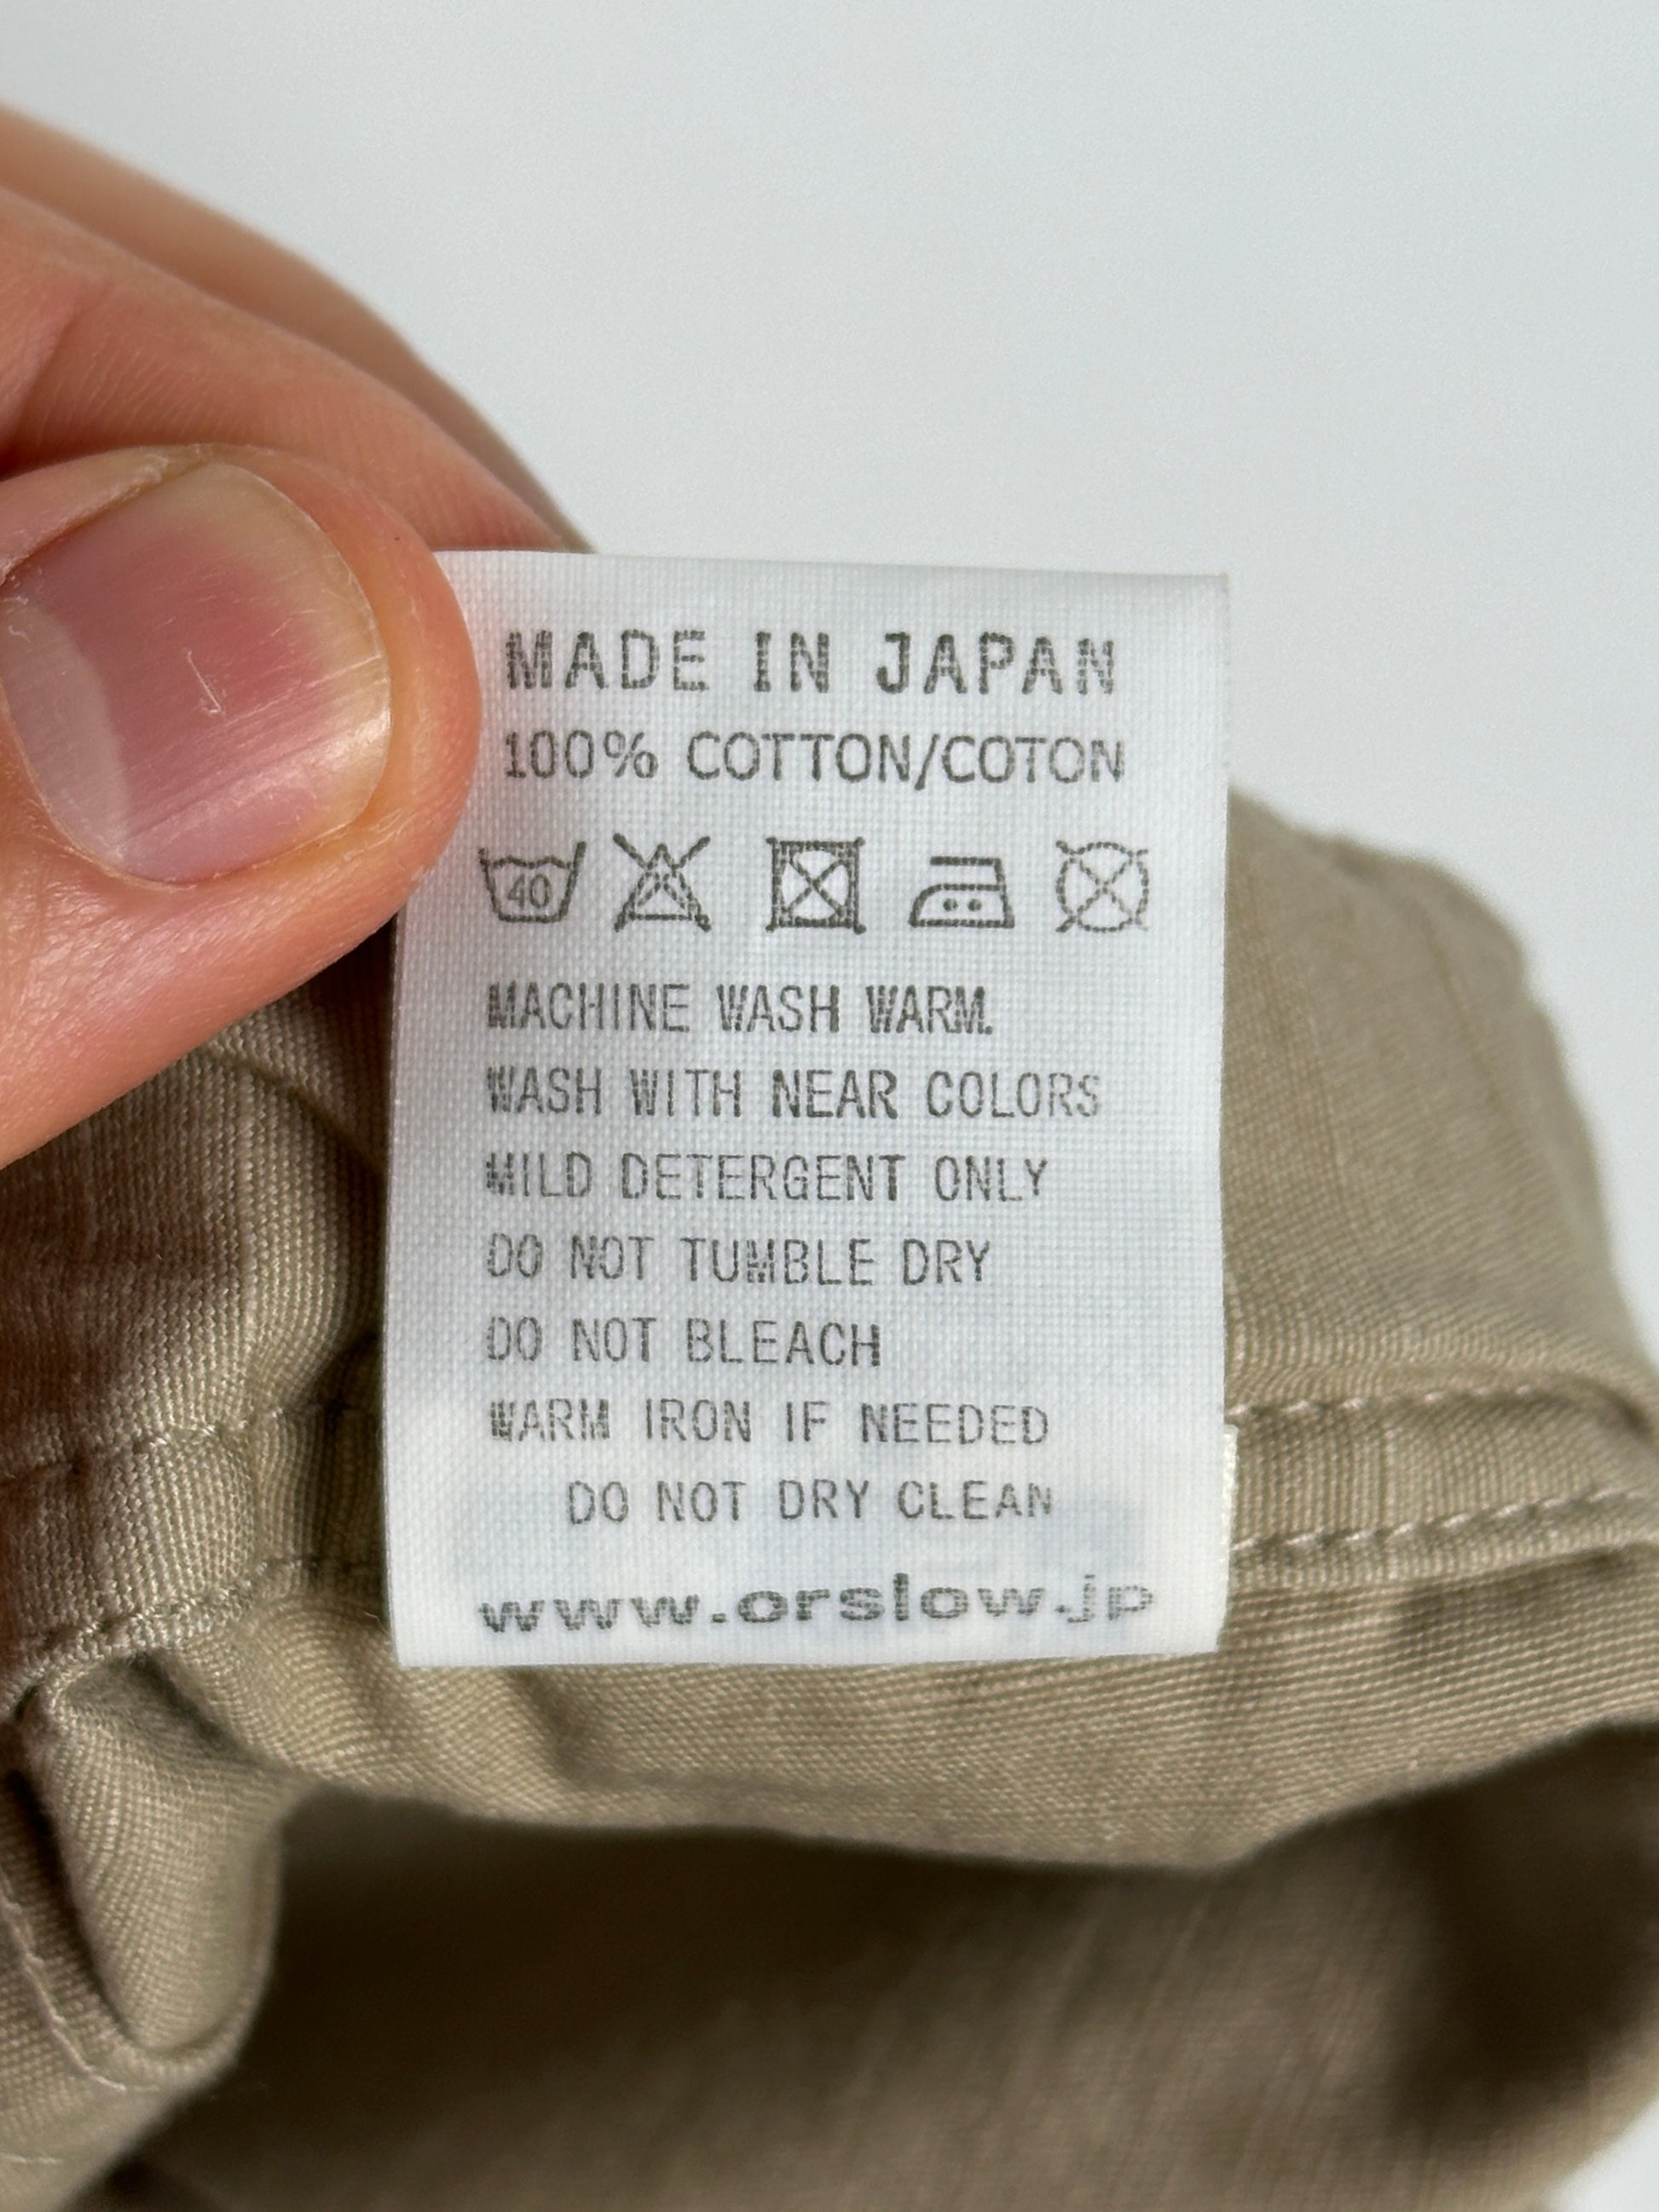 MADE IN JAPAN
100% COTTON/COTON
40
MACHINE WASH WARM.
WASH WITH NEAR COLORS
MILD DETERGENT ONLY
DO NOT TUMBLE DRY
DO NOT BLEACH
WARM IRON IF NEEDED
DO NOT DRY CLEAN
www.orslow.jp